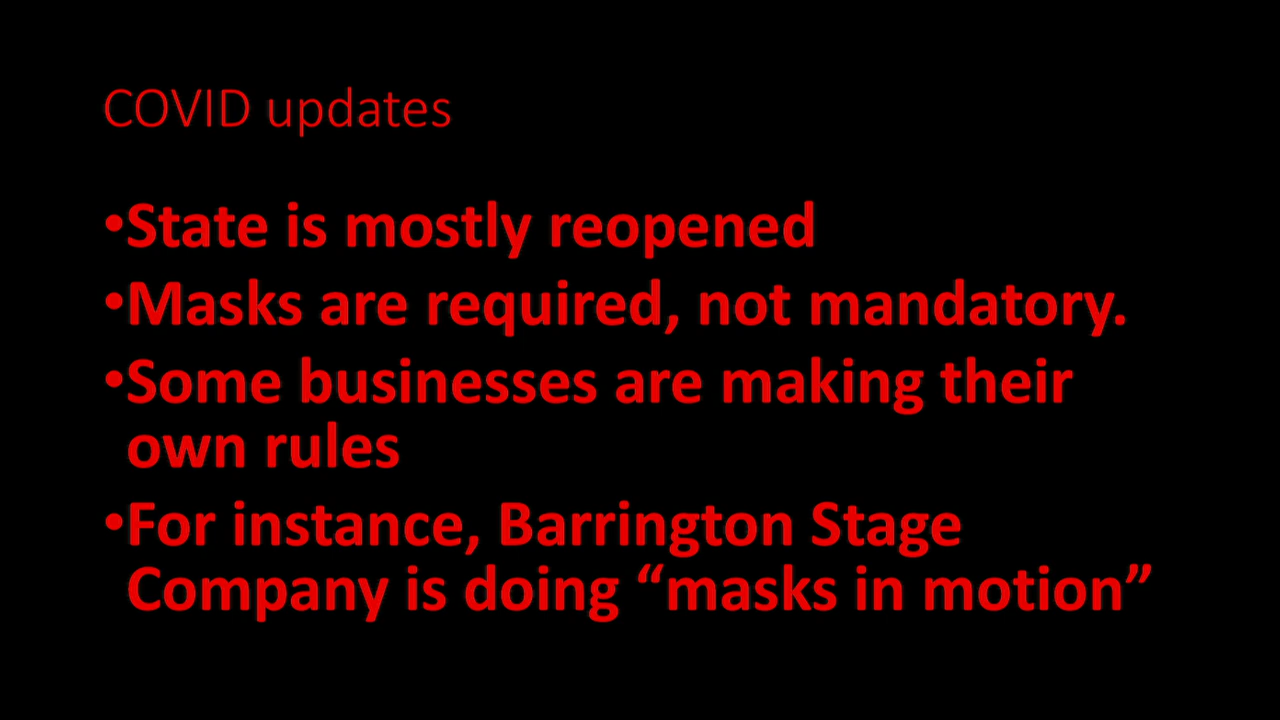 COVID updates
•State is mostly reopened
•Masks are required, not mandatory.
•Some businesses are making their
own rules
•For instance, Barrington Stage
Company is doing “masks in motion”